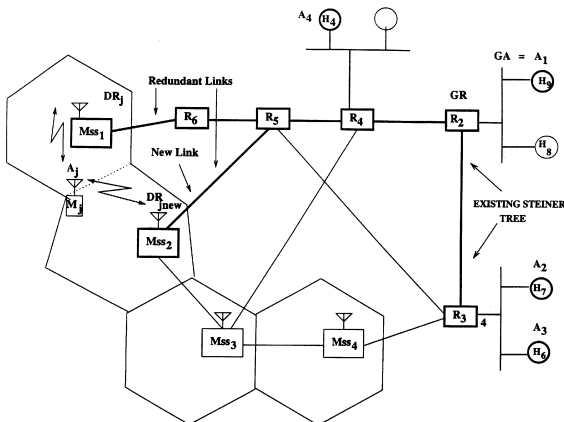 A4
H4
GA = A1
DRj
Redundant Links
GR
H9
Mss1
R6
R5
R4
R2
H8
New Link
Aj
Mj
DRjnew
Mss2
EXISTING STEINER
TREE
A2
H7
R3
4
A3
H6
Mss3
Mss4